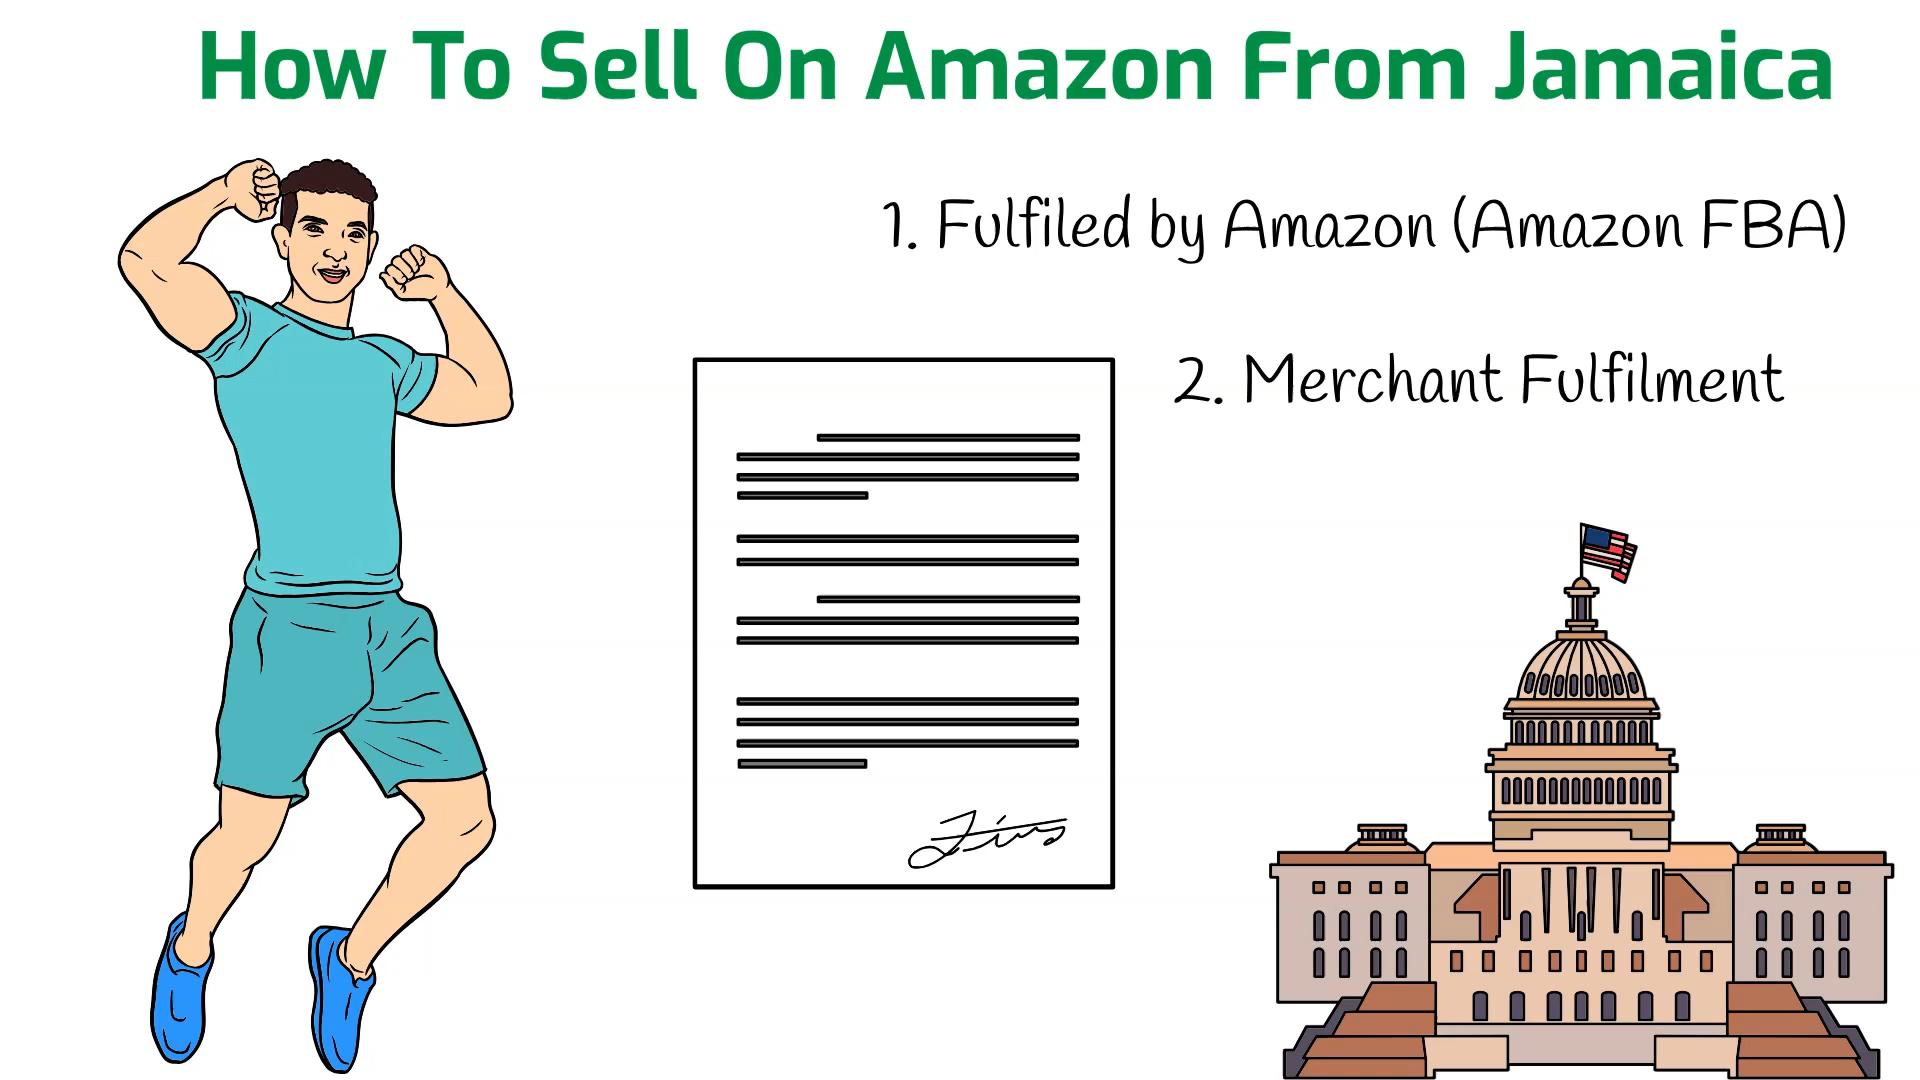 How To Sell On Amazon From Jamaica
1. Fulfiled by Amazon (Amazon FBA)
2. Merchant Fulfilment